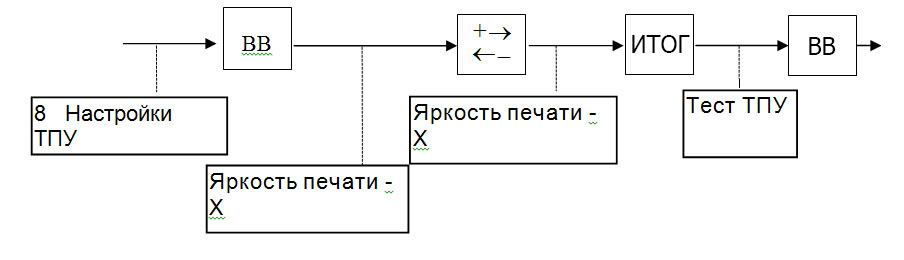 ВВ
+→
←−
ИТОГ
ВВ
8 Настройки
ТПУ
Яркость печати -
Х
Яркость печати -
Х
Тест ТПУ